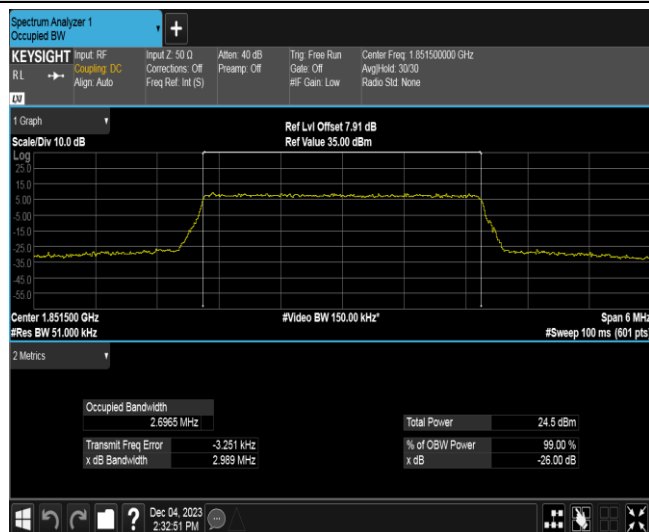 Spectrum Analyzer 1
Occupied BW
KEYSIGHT Input: RF Input Z: 50 Ω Atten: 40 dB Trig: Free Run Center Freq: 1.851500000 GHz
RL Coupling: DC Corrections: Off Preamp: Off Gate: Off Avg|Hold: 30/30
Align: Auto Freq Ref: Int (S) #IF Gain: Low Radio Std: None
LXI
1 Graph
Ref Lvl Offset 7.91 dB
Scale/Div 10.0 dB Ref Value 35.00 dBm
Log
25.0
15.0
5.00
-5.00
-15.0
-25.0
-35.0
-45.0
-55.0
Center 1.851500 GHz #Video BW 150.00 kHz* Span 6 MHz
#Res BW 51.000 kHz #Sweep 100 ms (601 pts)
2 Metrics
Occupied Bandwidth
2.6965 MHz Total Power 24.5 dBm
Transmit Freq Error -3.251 kHz % of OBW Power 99.00 %
x dB Bandwidth 2.989 MHz x dB -26.00 dB
? Dec 04, 2023
2:32:51 PM